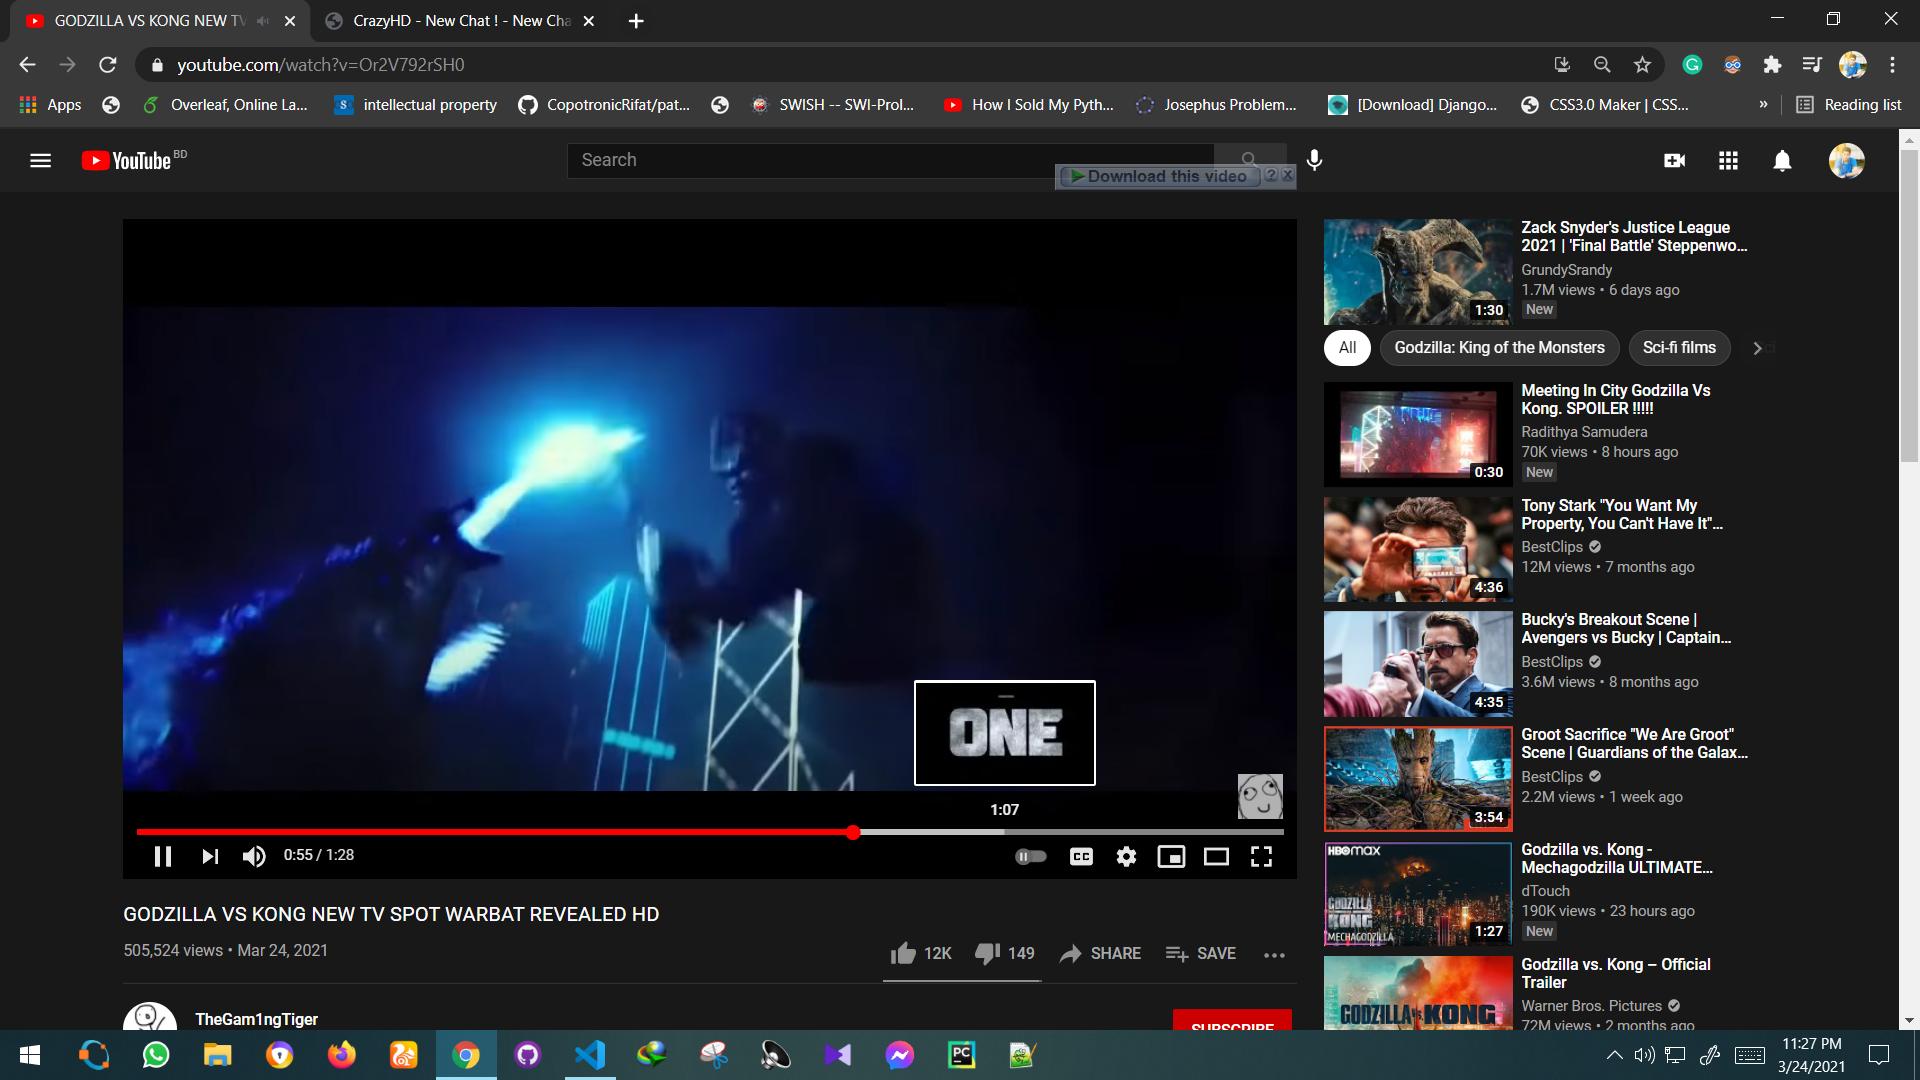 GODZILLA VS KONG NEW TV
CrazyHD - New Chat ! - New Cha
youtube.com/watch?v=Or2V792rSH0
Apps
Overleaf, Online La...
intellectual property
CopotronicRifat/pat...
SWISH -- SWI-Prol...
How I Sold My Pyth...
Josephus Problem...
[Download] Django...
CSS3.0 Maker | CSS...
»
Reading list
YouTube BD
Search
Download this video
Zack Snyder's Justice League
2021 | 'Final Battle' Steppenwo...
GrundySrandy
1.7M views • 6 days ago
New
1:30
All
Godzilla: King of the Monsters
Sci-fi films
Meeting In City Godzilla Vs
Kong. SPOILER !!!!!
Radithya Samudera
70K views • 8 hours ago
New
0:30
Tony Stark "You Want My
Property, You Can't Have It"...
BestClips
12M views • 7 months ago
4:36
Bucky's Breakout Scene |
Avengers vs Bucky | Captain...
BestClips
3.6M views • 8 months ago
4:35
Groot Sacrifice "We Are Groot"
Scene | Guardians of the Galax...
BestClips
2.2M views • 1 week ago
3:54
HBOmax
GODZILLA VS. KONG
MECHAGODZILLA
Godzilla vs. Kong -
Mechagodzilla ULTIMATE...
dTouch
190K views • 23 hours ago
New
1:27
Godzilla vs. Kong – Official
Trailer
Warner Bros. Pictures
72M views • 2 months ago
GODZILLA VS. KONG
ONE
1:07
0:55 / 1:28
CC
GODZILLA VS KONG NEW TV SPOT WARBAT REVEALED HD
505,524 views • Mar 24, 2021
12K
149
SHARE
SAVE
TheGam1ngTiger
SUBSCRIBE
PC
11:27 PM
3/24/2021